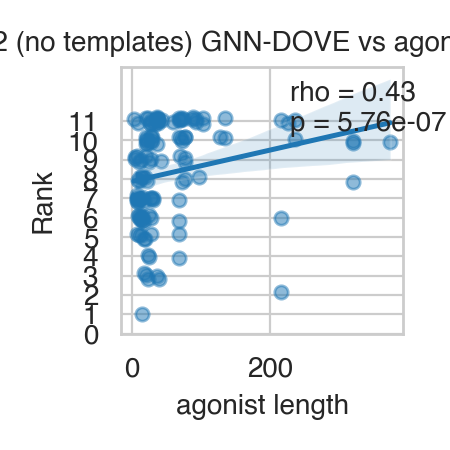 2 (no templates) GNN-DOVE vs agon
rho = 0.43
p = 5.76e-07
11
10
9
8
7
6
5
4
3
2
1
0
Rank
0 200
agonist length